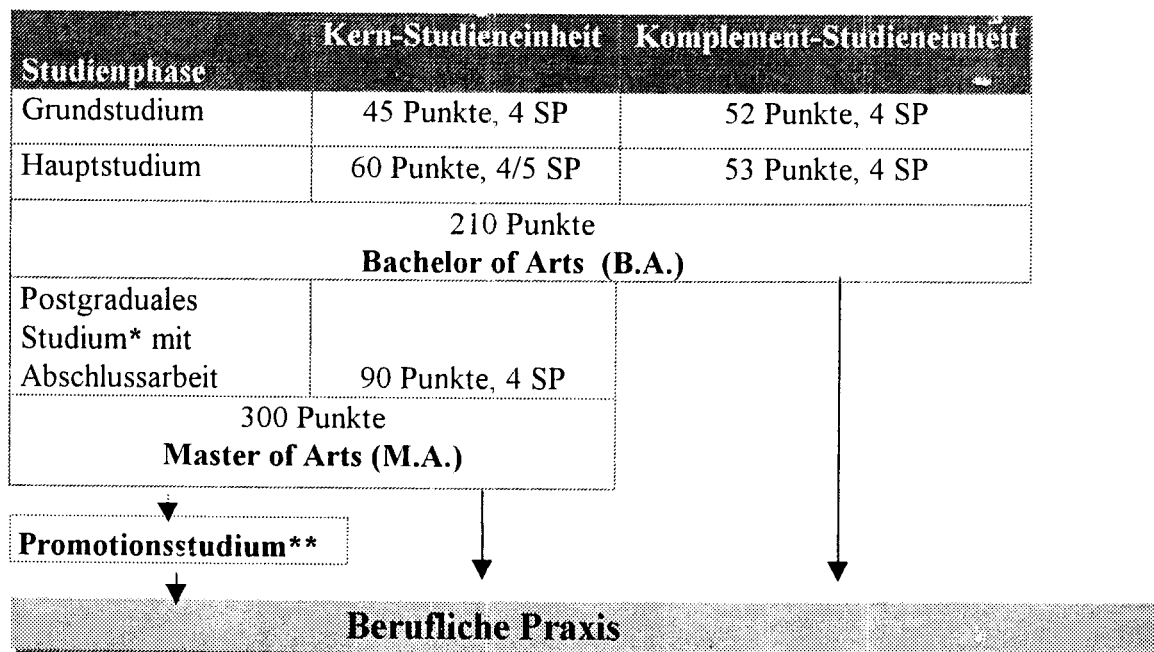 Kern-Studieneinheit Komplement-Studieneinheit
Studienphase
Grundstudium 45 Punkte, 4 SP 52 Punkte, 4 SP
Hauptstudium 60 Punkte, 4/5 SP 53 Punkte, 4 SP
210 Punkte
Bachelor of Arts (B.A.)
Postgraduales
Studium* mit
Abschlussarbeit 90 Punkte, 4 SP
300 Punkte
Master of Arts (M.A.)
Promotionsstudium**
Berufliche Praxis